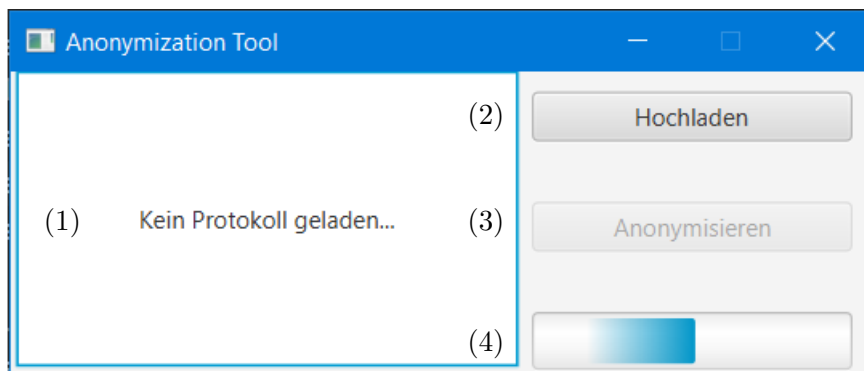 Anonymization Tool
(2) Hochladen
(1) Kein Protokoll geladen... (3) Anonymisieren
(4)